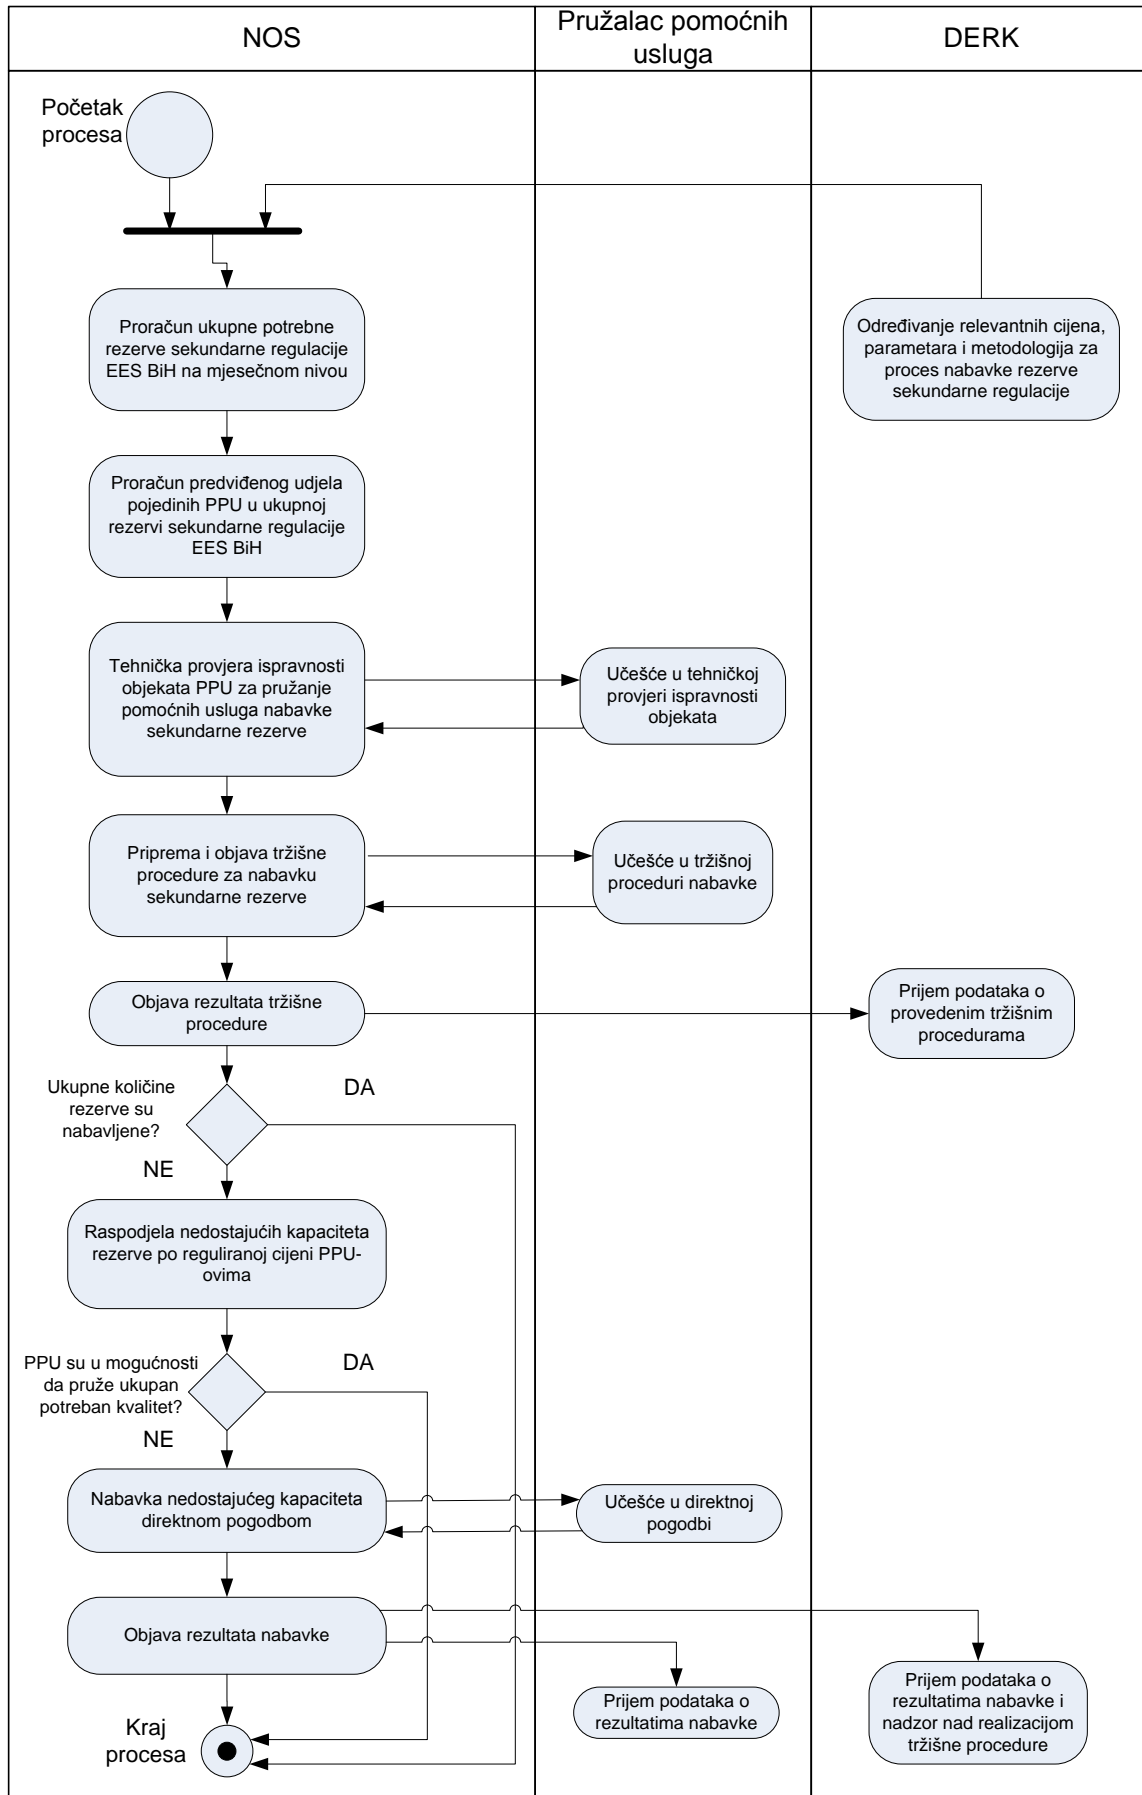 NOS
Pružalac pomoćnih
usluga
DERK
Početak
procesa
Proračun ukupne potrebne
rezerve sekundarne regulacije
EES BiH na mjesečnom nivou
Određivanje relevantnih cijena,
parametara i metodologija za
proces nabavke rezerve
sekundarne regulacije
Proračun predviđenog udjela
pojedinih PPU u ukupnoj
rezervi sekundarne regulacije
EES BiH
Tehnička provjera ispravnosti
objekata PPU za pružanje
pomoćnih usluga nabavke
sekundarne rezerve
Učešće u tehničkoj
provjeri ispravnosti
objekata
Priprema i objava tržišne
procedure za nabavku
sekundarne rezerve
Učešće u tržišnoj
proceduri nabavke
Objava rezultata tržišne
procedure
Prijem podataka o
provedenim tržišnim
procedurama
Ukupne količine
rezerve su
nabavljene?
DA
NE
Raspodjela nedostajućih kapaciteta
rezerve po reguliranoj cijeni PPU-
ovima
PPU su u mogućnosti
da pruže ukupan
potreban kvalitet?
DA
NE
Nabavka nedostajućeg kapaciteta
direktnom pogodbom
Učešće u direktnoj
pogodbi
Objava rezultata nabavke
Prijem podataka o
rezultatima nabavke
Prijem podataka o
rezultatima nabavke i
nadzor nad realizacijom
tržišne procedure
Kraj
procesa